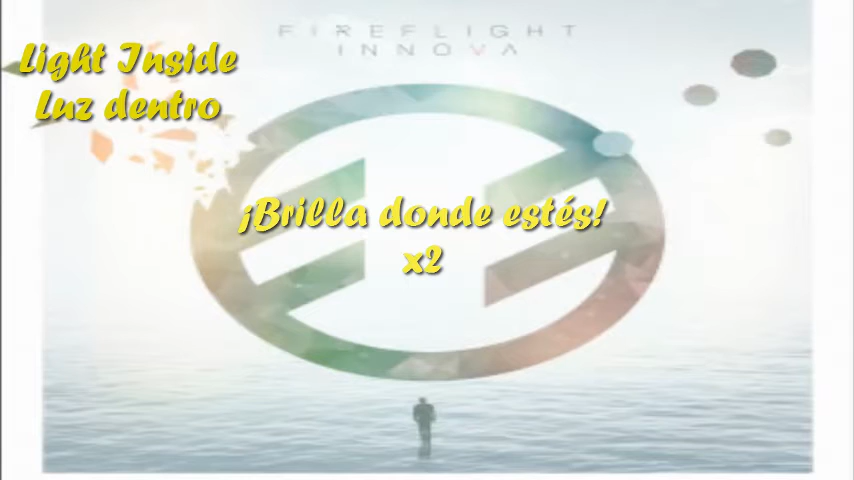 FIREFLIGHT
INNOVA
Light Inside
Luz dentro
¡Brilla donde estés!
x2